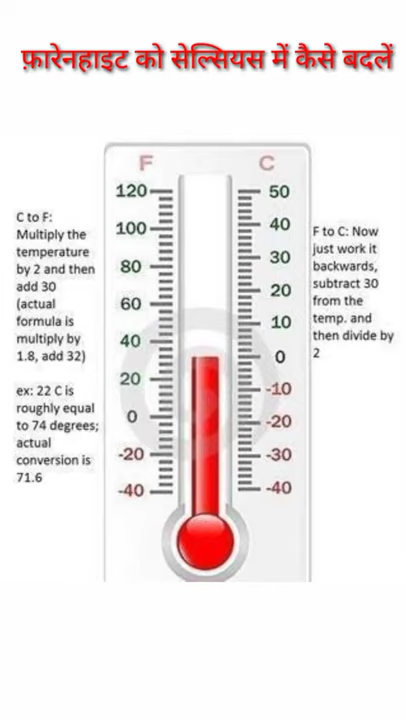 फ़ारेनहाइट को सेल्सियस में कैसे बदलें
F
C
120
100
80
60
40
20
0
-20
-40
50
40
30
20
10
0
-10
-20
-30
-40
C to F:
Multiply the
temperature
by 2 and then
add 30
(actual
formula is
multiply by
1.8, add 32)
ex: 22 C is
roughly equal
to 74 degrees;
actual
conversion is
71.6
F to C: Now
just work it
backwards,
subtract 30
from the
temp. and
then divide by
2